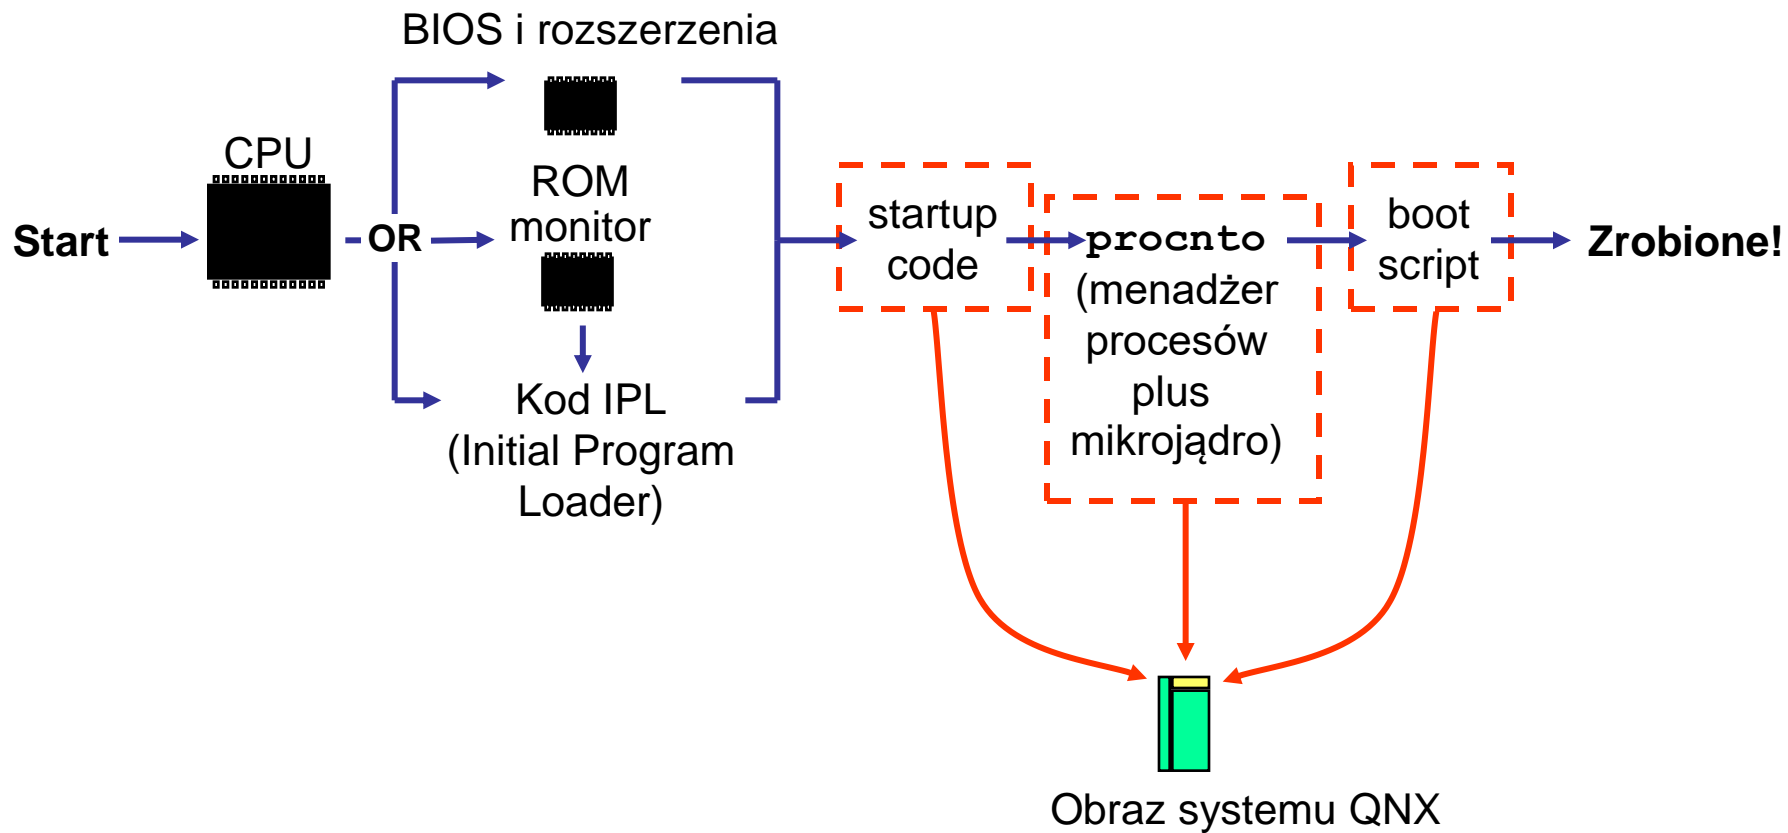 BIOS i rozszerzenia
CPU
Start
OR
ROM
monitor
Kod IPL
(Initial Program
Loader)
startup
code
procnto
(menadżer
procesów
plus
mikrojądro)
boot
script
Zrobione!
Obraz systemu QNX